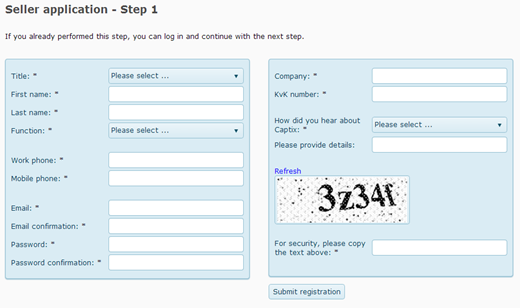 Seller application - Step 1
If you already performed this step, you can log in and continue with the next step.
Title: * Please select ...
First name: *
Last name: *
Function: * Please select ...
Work phone: *
Mobile phone: *
Email: *
Email confirmation: *
Password: *
Password confirmation: *
Company: *
KvK number: *
How did you hear about
Captix: * Please select ...
Please provide details:
Refresh
For security, please copy
the text above: *
Submit registration